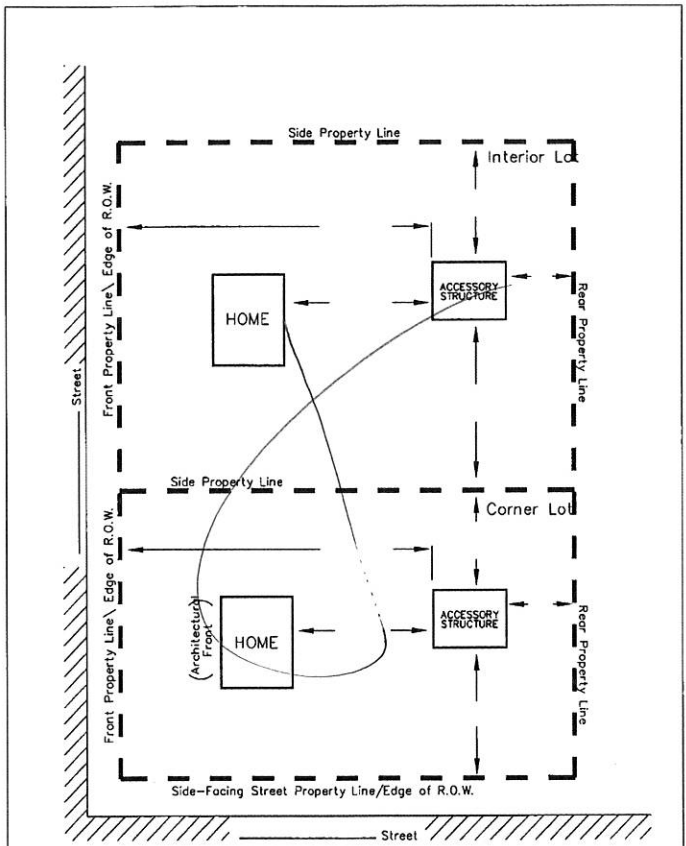 Side Property Line
Interior Lot
Front Property Line\ Edge of R.O.W.
ACCESSORY
STRUCTURE
HOME
Rear Property Line
Street
Side Property Line
Corner Lot
Front Property Line\ Edge of R.O.W.
(Architectural
Front)
HOME
ACCESSORY
STRUCTURE
Rear Property Line
Side-Facing Street Property Line/Edge of R.O.W.
Street